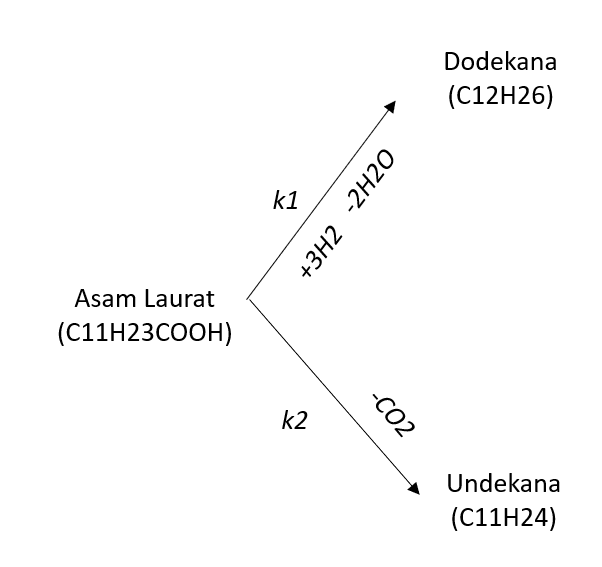 Dodekana
(C12H26)
k1
+3H2 -2H2O
Asam Laurat
(C11H23COOH)
k2
-CO2
Undekana
(C11H24)